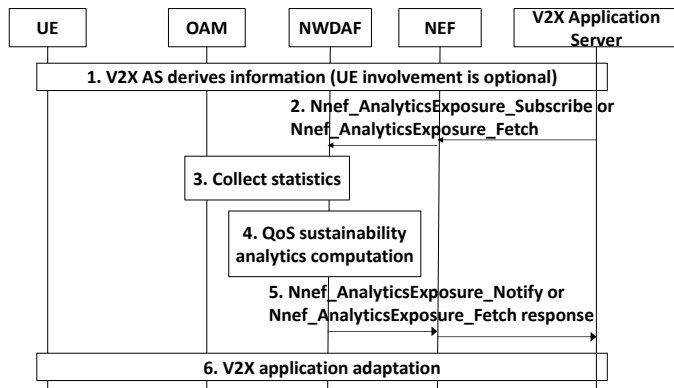 UE
OAM
NWDAF
NEF
V2X Application
Server
1. V2X AS derives information (UE involvement is optional)
2. Nnef_AnalyticsExposure_Subscribe or
Nnef_AnalyticsExposure_Fetch
3. Collect statistics
4. QoS sustainability
analytics computation
5. Nnef_AnalyticsExposure_Notify or
Nnef_AnalyticsExposure_Fetch response
6. V2X application adaptation